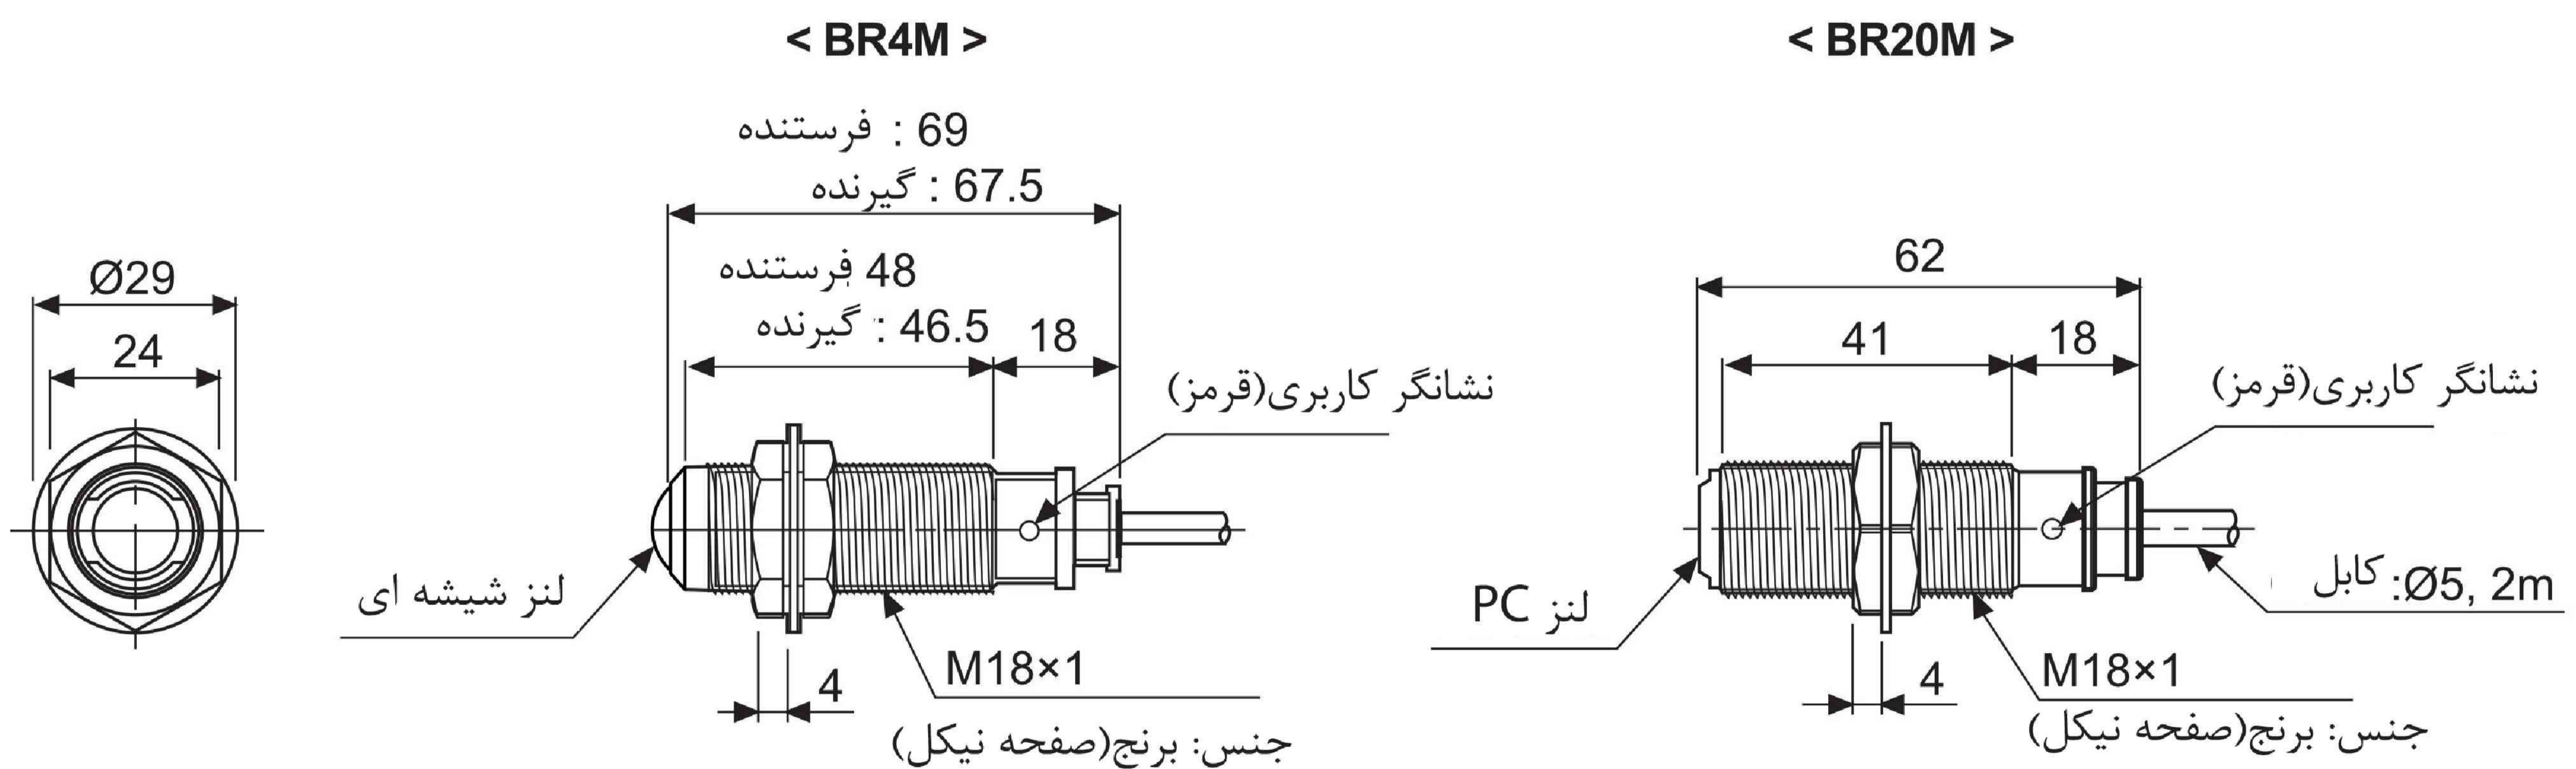 < BR4M >
< BR20M >
فرستنده : 69
گیرنده : 67.5
فرستنده 48
گیرنده : 46.5
18
Ø29
24
نشانگر کاربری(قرمز)
لنز شیشه ای
M18×1
4
جنس: برنج(صفحه نیکل)
62
41
18
نشانگر کاربری(قرمز)
کابل :Ø5, 2m
لنز PC
M18×1
4
جنس: برنج(صفحه نیکل)